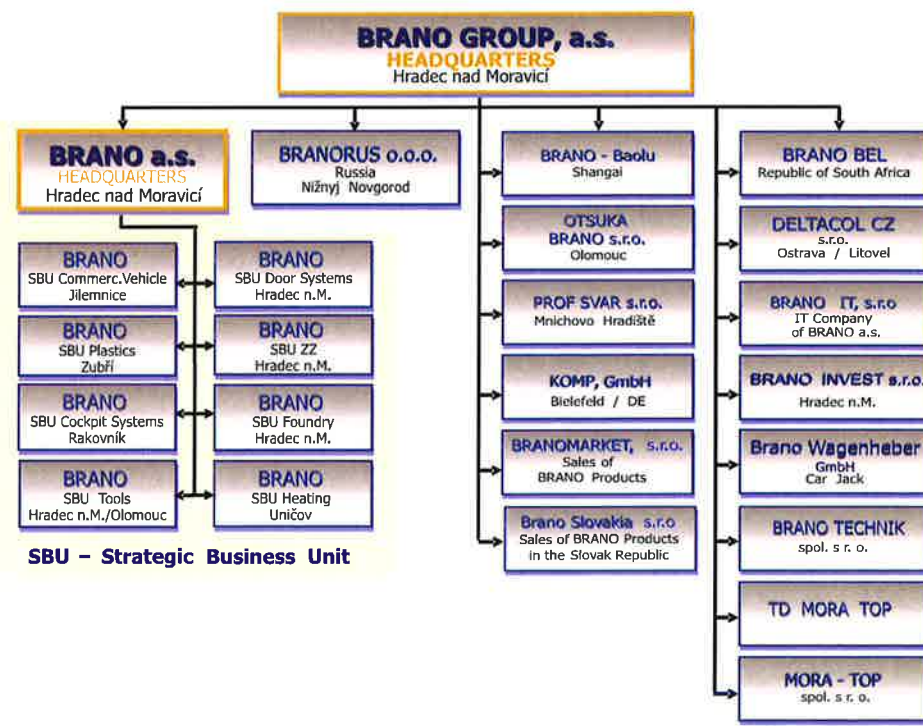 BRANO GROUP, a.s.
HEADQUARTERS
Hradec nad Moravicí
BRANO a.s.
HEADQUARTERS
Hradec nad Moravicí
BRANO
SBU Commerc.Vehicle
Jilemnice
BRANO
SBU Door Systems
Hradec n.M.
BRANO
SBU Plastics
Zubří
BRANO
SBU ZZ
Hradec n.M.
BRANO
SBU Cockpit Systems
Rakovník
BRANO
SBU Foundry
Hradec n.M.
BRANO
SBU Tools
Hradec n.M./Olomouc
BRANO
SBU Heating
Uničov
SBU – Strategic Business Unit
BRANORUS o.o.o.
Russia
Nižnyj Novgorod
BRANO - Baolu
Shangai
OTSUKA
BRANO s.r.o.
Olomouc
PROF SVAR s.r.o.
Mnichovo Hradiště
KOMP, GmbH
Bielefeld / DE
BRANOMARKET, s.r.o.
Sales of
BRANO Products
Brano Slovakia s.r.o
Sales of BRANO Products
in the Slovak Republic
BRANO BEL
Republic of South Africa
DELTACOL CZ
s.r.o.
Ostrava / Litovel
BRANO IT, s.r.o
IT Company
of BRANO a.s.
BRANO INVEST s.r.o.
Hradec n.M.
Brano Wagenheber
GmbH
Car Jack
BRANO TECHNIK
spol. s r. o.
TD MORA TOP
MORA - TOP
spol. s r. o.